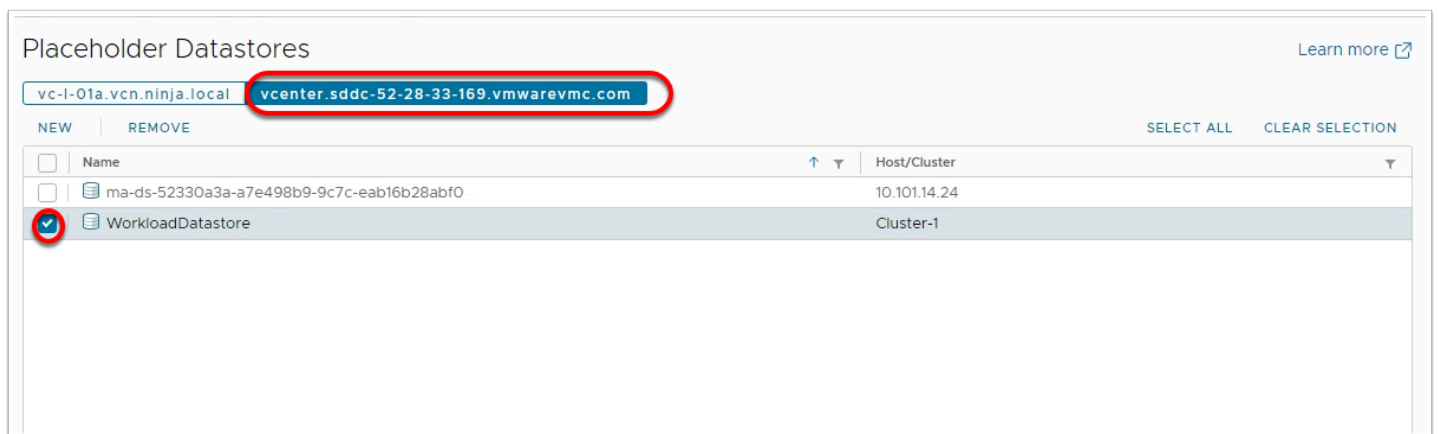 Placeholder Datastores
Learn more
vc-l-01a.vcn.ninja.local vcenter.sddc-52-28-33-169.vmwarevmc.com
NEW REMOVE SELECT ALL CLEAR SELECTION
Name Host/Cluster
ma-ds-52330a3a-a7e498b9-9c7c-eab16b28abf0 10.101.14.24
WorkloadDatastore Cluster-1